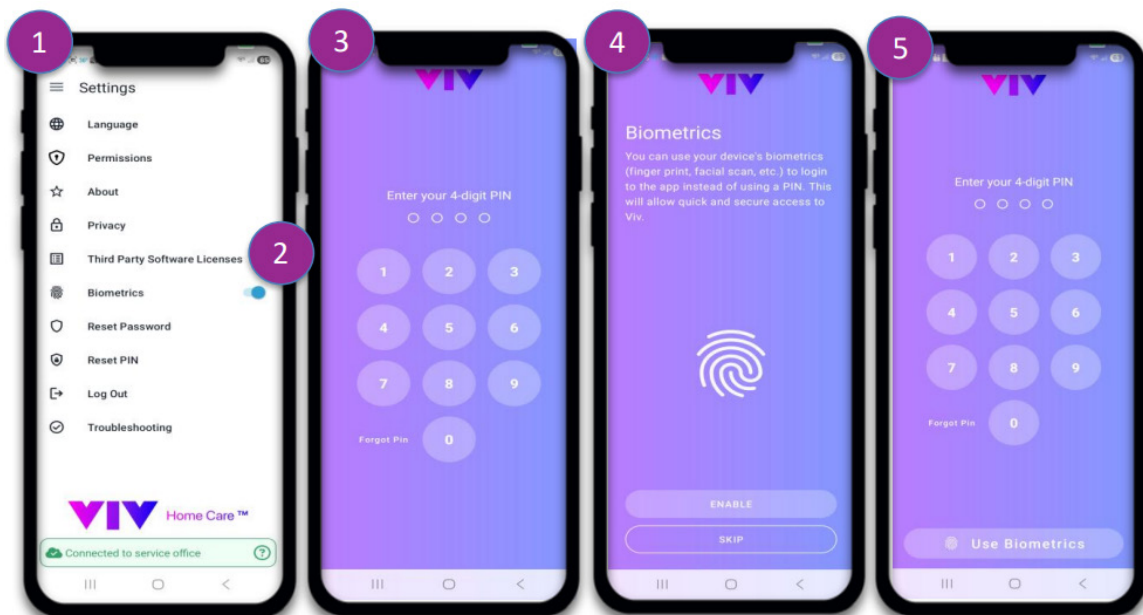 1
Settings
Language
Permissions
About
Privacy
Third Party Software Licenses
2
Biometrics
Reset Password
Reset PIN
Log Out
Troubleshooting
VIV Home Care ™
Connected to service office ?
3
VIV
Enter your 4-digit PIN
1 2 3
4 5 6
7 8 9
Forgot Pin 0
4
VIV
Biometrics
You can use your device's biometrics
(finger print, facial scan, etc.) to login
to the app instead of using a PIN. This
will allow quick and secure access to
Viv.
ENABLE
SKIP
5
VIV
Enter your 4-digit PIN
1 2 3
4 5 6
7 8 9
Forgot Pin 0
Use Biometrics